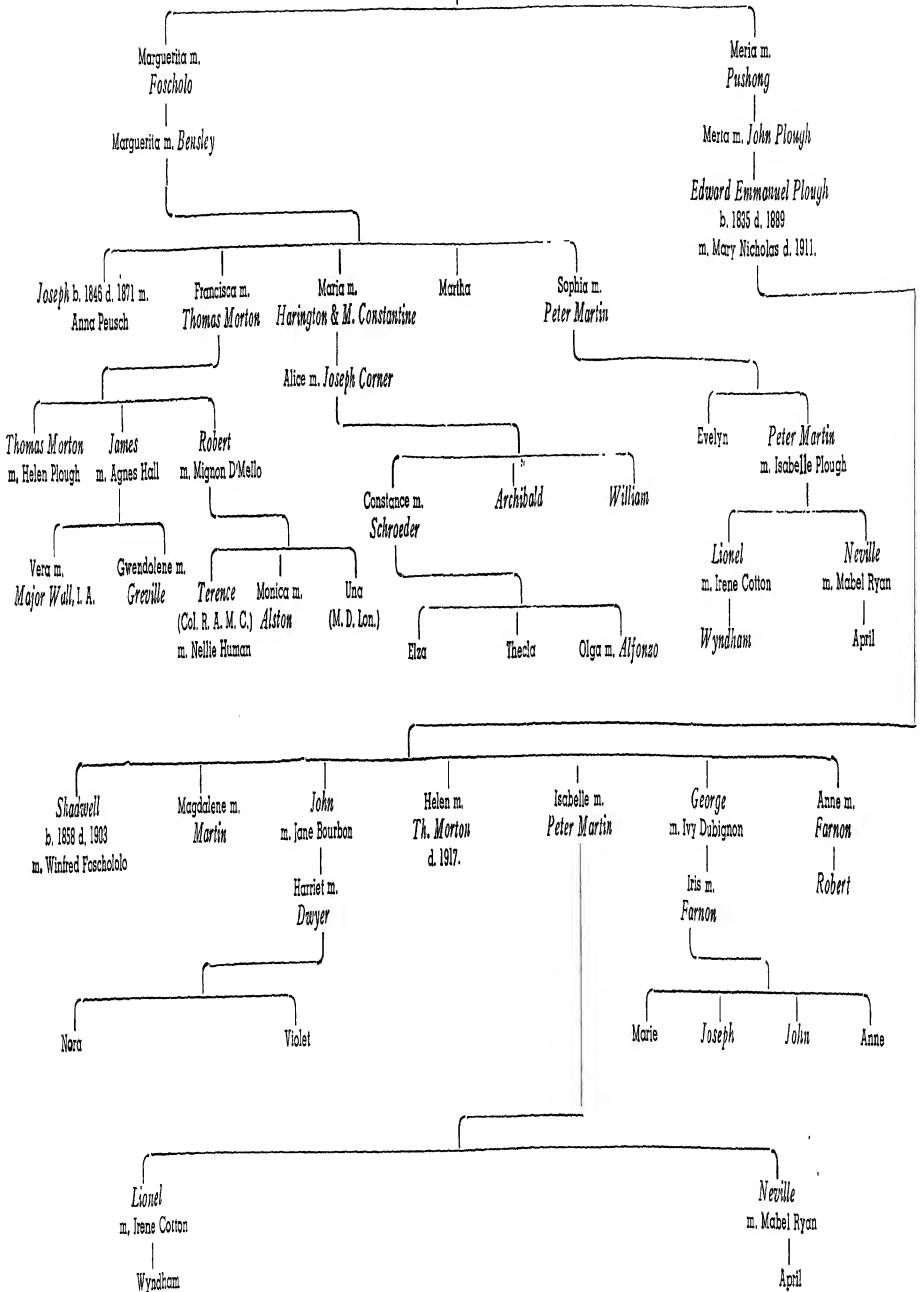 Marguerita m.
Foscholo
Meria m.
Pushong
Marguerita m. Bensley
Meria m. John Plough
Edward Emmanuel Plough
b. 1835 d. 1889
m. Mary Nicholas d. 1911.
Joseph b. 1846 d. 1871 m.
Anna Peusch
Francisca m.
Thomas Morton
Maria m.
Harington & M. Constantine
Martha
Sophia m.
Peter Martin
Alice m. Joseph Corner
Thomas Morton
m. Helen Plough
James
m. Agnes Hall
Robert
m. Mignon D'Mello
Evelyn
Peter Martin
m. Isabelle Plough
Constance m.
Schroeder
Archibald
William
Vera m.
Major Wall, I. A.
Gwendolene m.
Greville
Terence
(Col. R. A. M. C.)
m. Nellie Human
Monica m.
Alston
Una
(M. D. Lon.)
Lionel
m. Irene Cotton
Neville
m. Mabel Ryan
Elza
Thecla
Olga m. Alfonzo
Wyndham
April
Shadwell
b. 1858 d. 1903
m. Winfred Foschololo
Magdalene m.
Martin
John
m. Jane Bourbon
Helen m.
Th. Morton
d. 1917.
Isabelle m.
Peter Martin
George
m. Ivy Dubignon
Anne m.
Farnon
Harriet m.
Dwyer
Iris m.
Farnon
Robert
Nora
Violet
Marie
Joseph
John
Anne
Lionel
m. Irene Cotton
Neville
m. Mabel Ryan
Wyndham
April